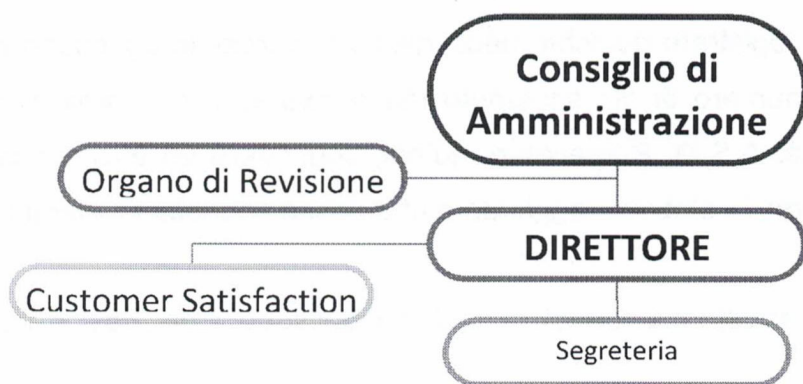 Consiglio di
Amministrazione
Organo di Revisione
DIRETTORE
Customer Satisfaction
Segreteria